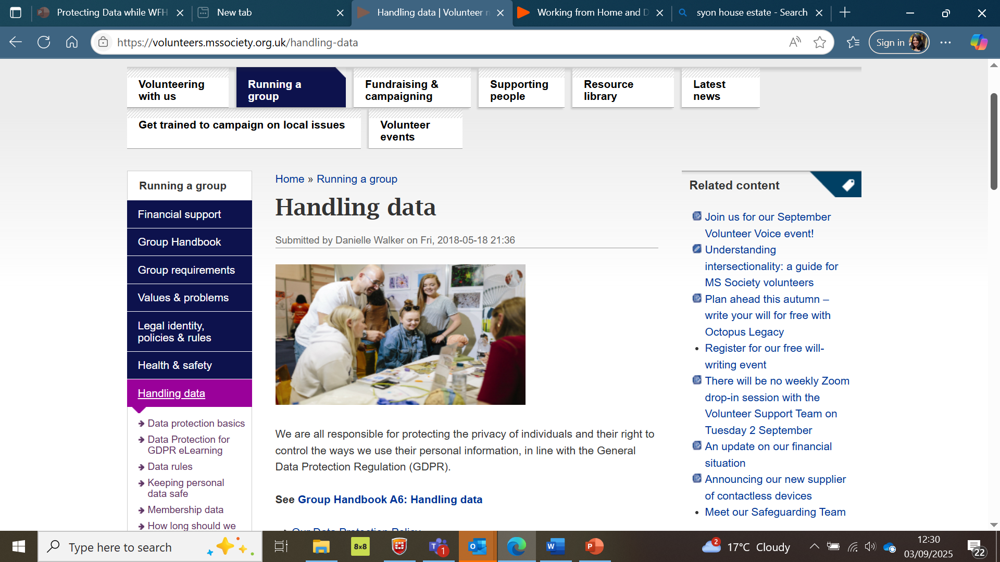 Protecting Data while WFH
New tab
Handling data | Volunteer
Working from Home and D
syon house estate - Search
https://volunteers.mssociety.org.uk/handling-data
Sign in
Volunteering
with us
Running a
group
Fundraising &
campaigning
Supporting
people
Resource
library
Latest
news
Get trained to campaign on local issues
Volunteer
events
Running a group
Financial support
Group Handbook
Group requirements
Values & problems
Legal identity,
policies & rules
Health & safety
Handling data
Data protection basics
Data Protection for
GDPR eLearning
Data rules
Keeping personal
data safe
Membership data
How long should we
Home » Running a group
Handling data
Submitted by Danielle Walker on Fri, 2018-05-18 21:36
We are all responsible for protecting the privacy of individuals and their right to
control the ways we use their personal information, in line with the General
Data Protection Regulation (GDPR).
See Group Handbook A6: Handling data
Our Data Protection Policy
Related content
Join us for our September
Volunteer Voice event!
Understanding
intersectionality: a guide for
MS Society volunteers
Plan ahead this autumn –
write your will for free with
Octopus Legacy
Register for our free will-
writing event
There will be no weekly Zoom
drop-in session with the
Volunteer Support Team on
Tuesday 2 September
An update on our financial
situation
Announcing our new supplier
of contactless devices
Meet our Safeguarding Team
Type here to search
8x8
T
1
O
W
P
2
17°C Cloudy
12:30
03/09/2025
22